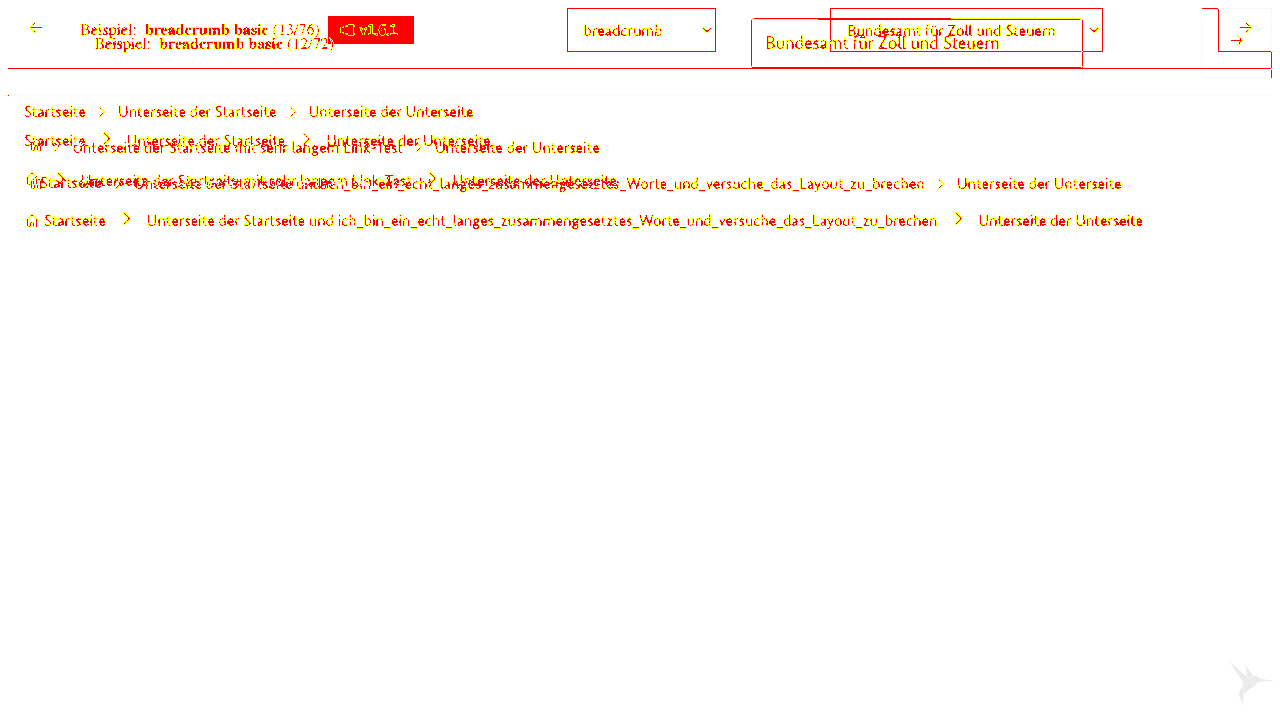 Beispiel: breadcrumb basic (13/76) v1.6.1 breadcrumb Bundesamt für Zoll und Steuern
Beispiel: breadcrumb basic (12/72) Bundesamt für Zoll und Steuern
Startseite Unterseite der Startseite Unterseite der Unterseite
Startseite Unterseite der Startseite Unterseite der Unterseite
Unterseite der Startseite mit sehr langem Link-Test Unterseite der Unterseite
Unterseite der Startseite mit sehr langem Link-Test Unterseite der Unterseite
Startseite Unterseite der Startseite und ich_bin_ein_echt_langes_zusammengesetztes_Worte_und_versuche_das_Layout_zu_brechen Unterseite der Unterseite
Startseite Unterseite der Startseite und ich_bin_ein_echt_langes_zusammengesetztes_Worte_und_versuche_das_Layout_zu_brechen Unterseite der Unterseite